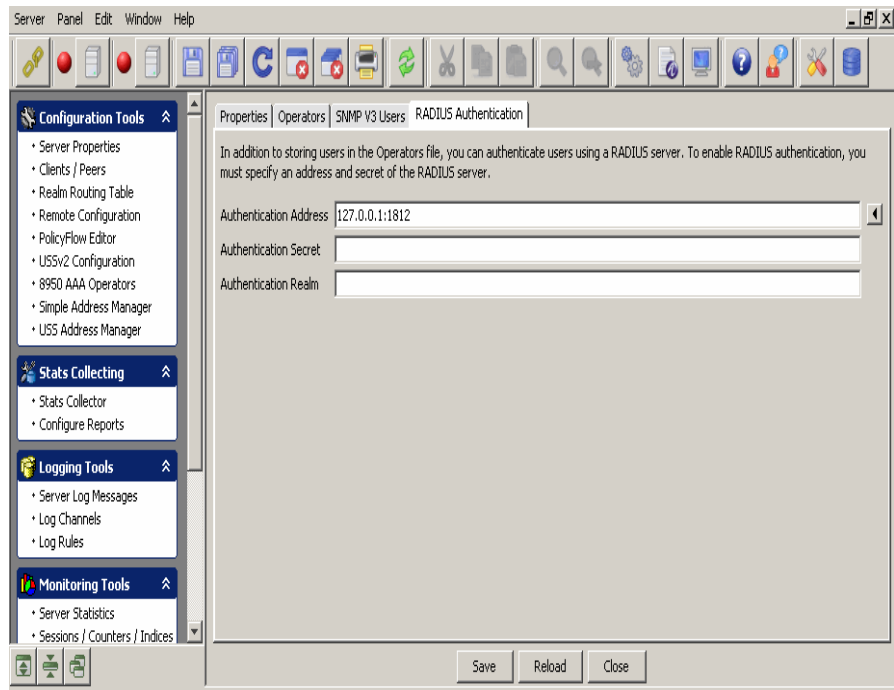 Server Panel Edit Window Help
Configuration Tools
Server Properties
Clients / Peers
Realm Routing Table
Remote Configuration
PolicyFlow Editor
USSv2 Configuration
8950 AAA Operators
Simple Address Manager
USS Address Manager
Stats Collecting
Stats Collector
Configure Reports
Logging Tools
Server Log Messages
Log Channels
Log Rules
Monitoring Tools
Server Statistics
Sessions / Counters / Indices
Properties Operators SNMP V3 Users RADIUS Authentication
In addition to storing users in the Operators file, you can authenticate users using a RADIUS server. To enable RADIUS authentication, you
must specify an address and secret of the RADIUS server.
Authentication Address 127.0.0.1:1812
Authentication Secret
Authentication Realm
Save Reload Close